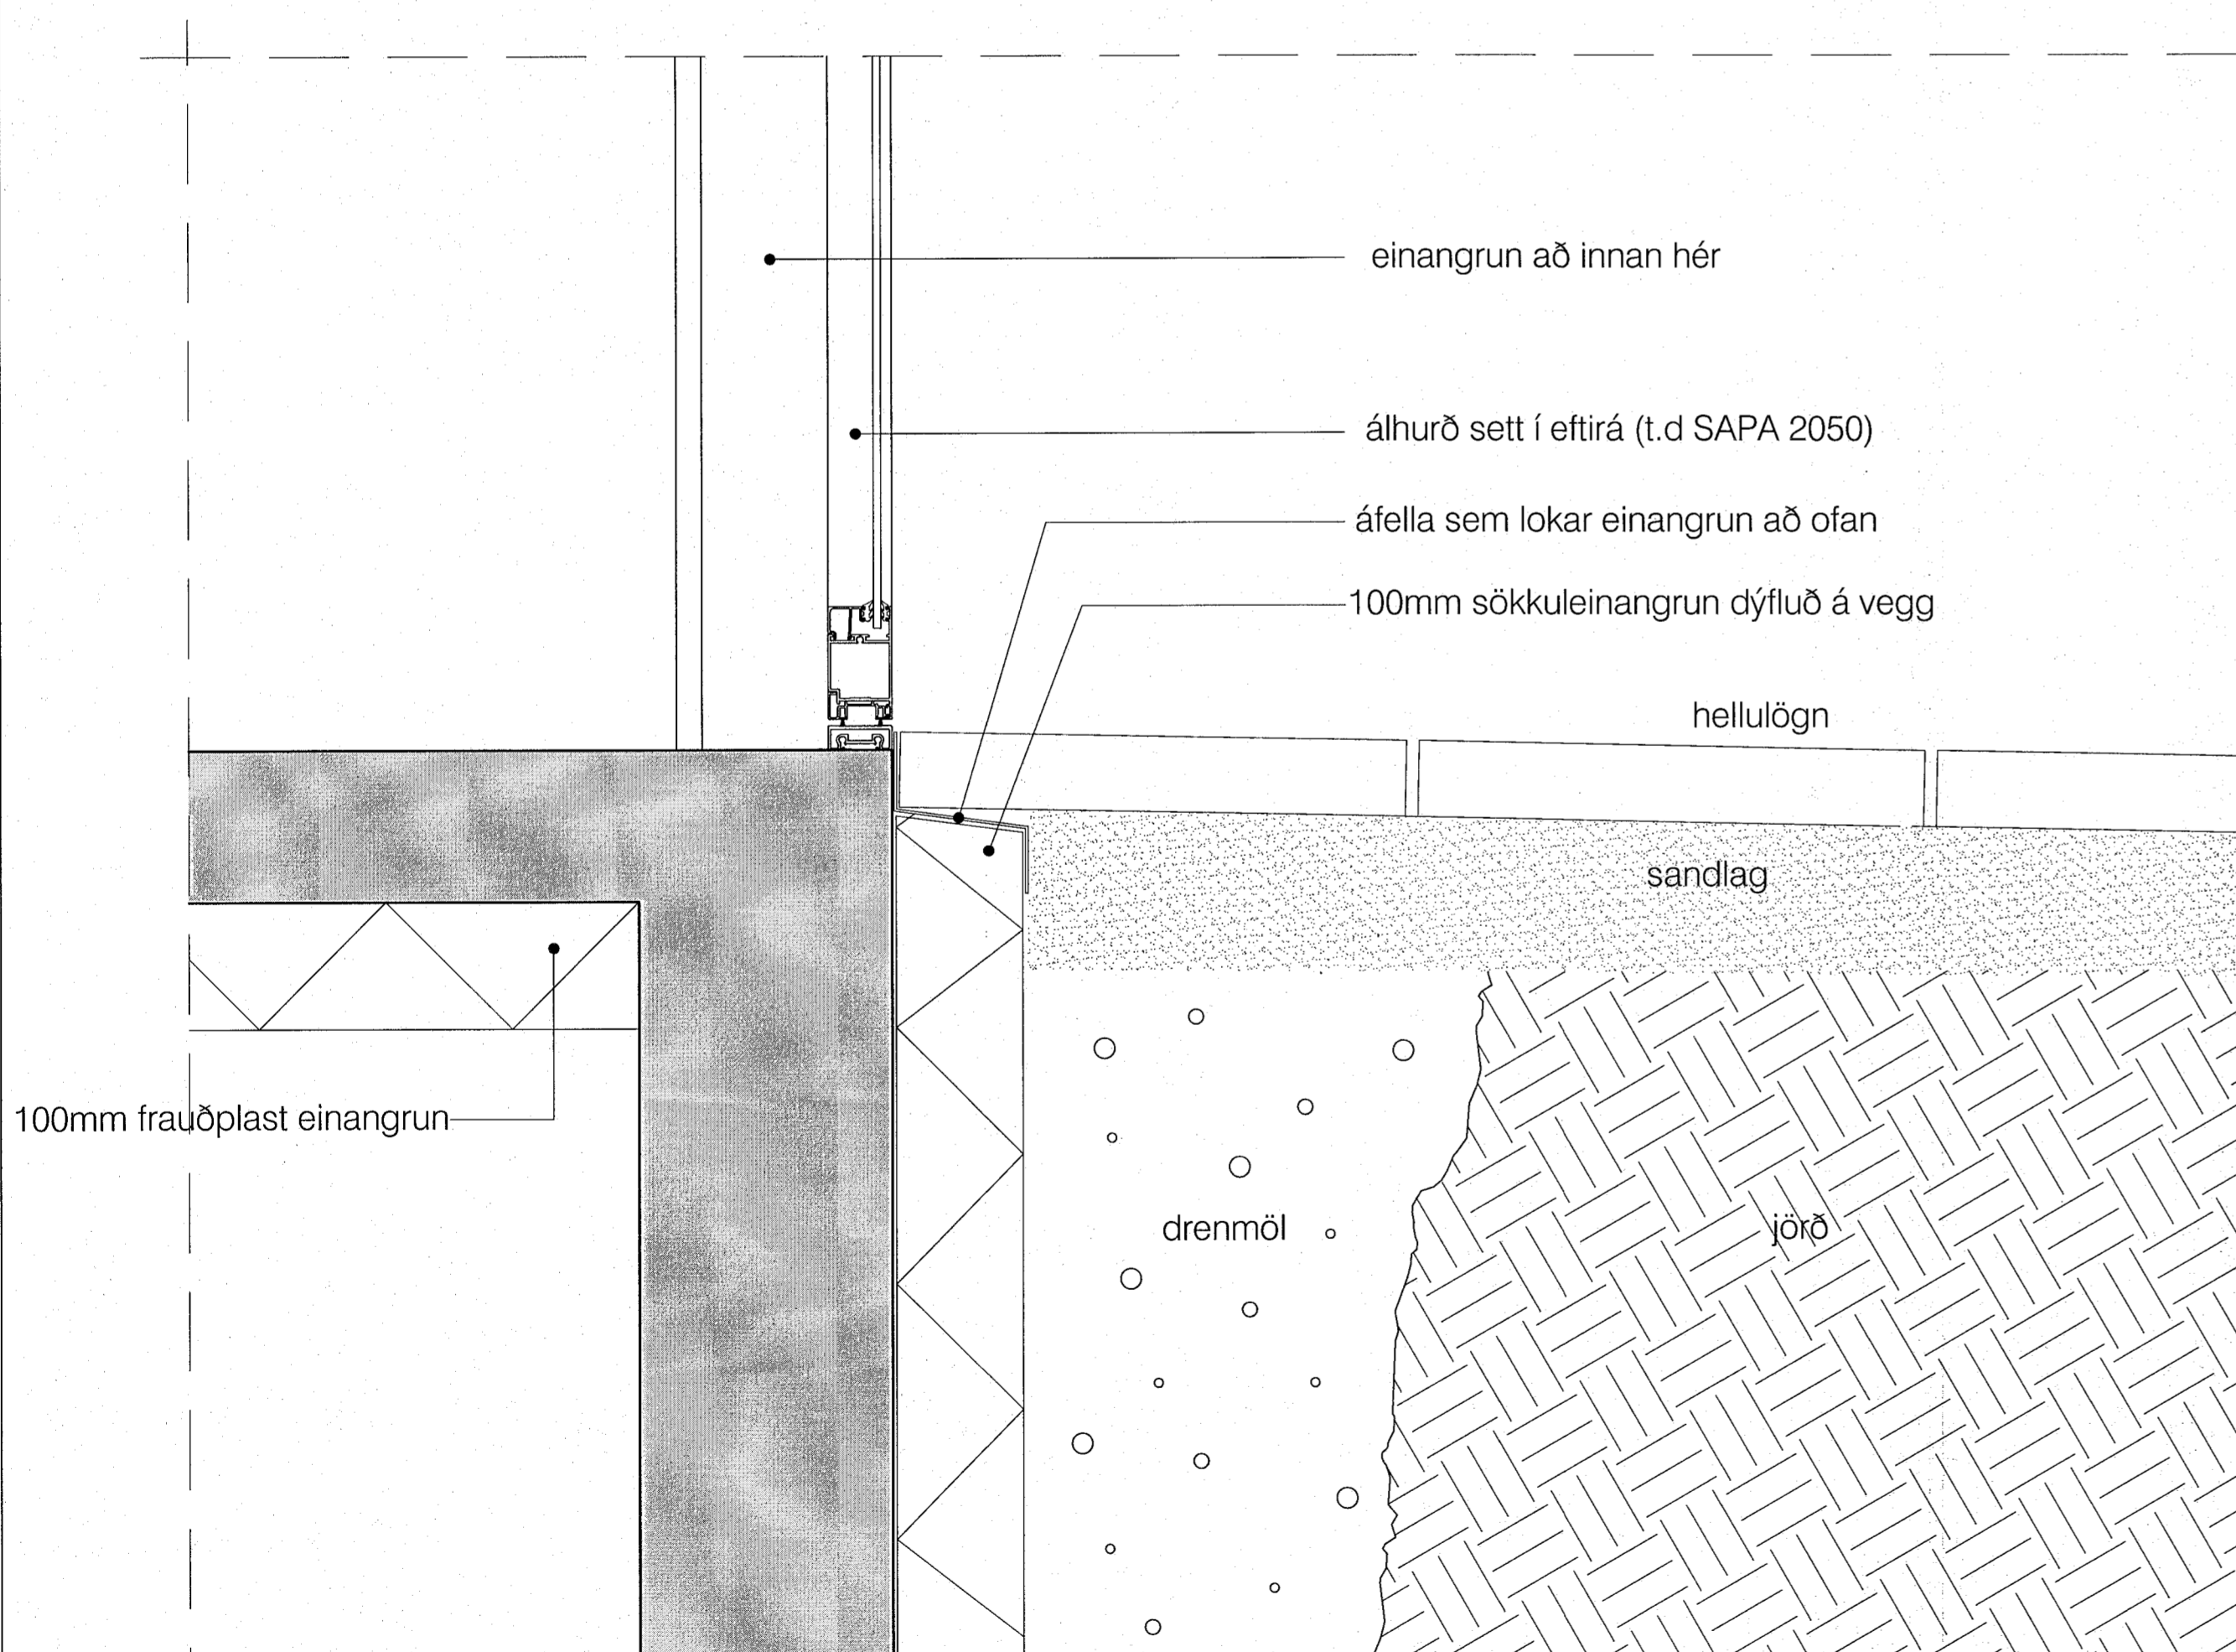 einangrun að innan hér
álhurð sett í eftirá (t.d SAPA 2050)
áfella sem lokar einangrun að ofan
100mm sökkuleinangrun dýfluð á vegg
hellulögn
sandlag
100mm frauðplast einangrun
drenmöl
jörð